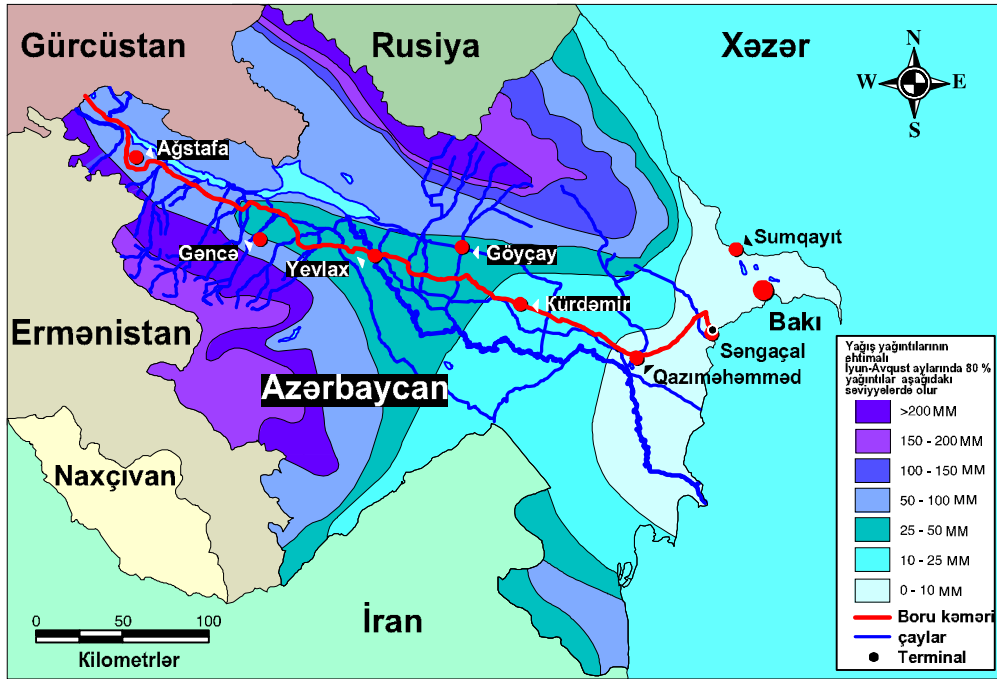 Gürcüstan
Rusiya
Xəzər
N
W
E
S
Ağstafa
Gəncə
Yevlax
Göyçay
Kürdəmir
Sumqayıt
Bakı
Səngaçal
Qazıməhəmməd
Ermənistan
Azərbaycan
Naxçıvan
İran
0 50 100
Kilometrlər
Yağış yağıntılarının
ehtimalı
İyun-Avqust aylarında 80 %
yağıntılar aşağıdakı
səviyyelərde olur
>200 MM
150 - 200 MM
100 - 150 MM
50 - 100 MM
25 - 50 MM
10 - 25 MM
0 - 10 MM
Boru kəməri
çaylar
Terminal